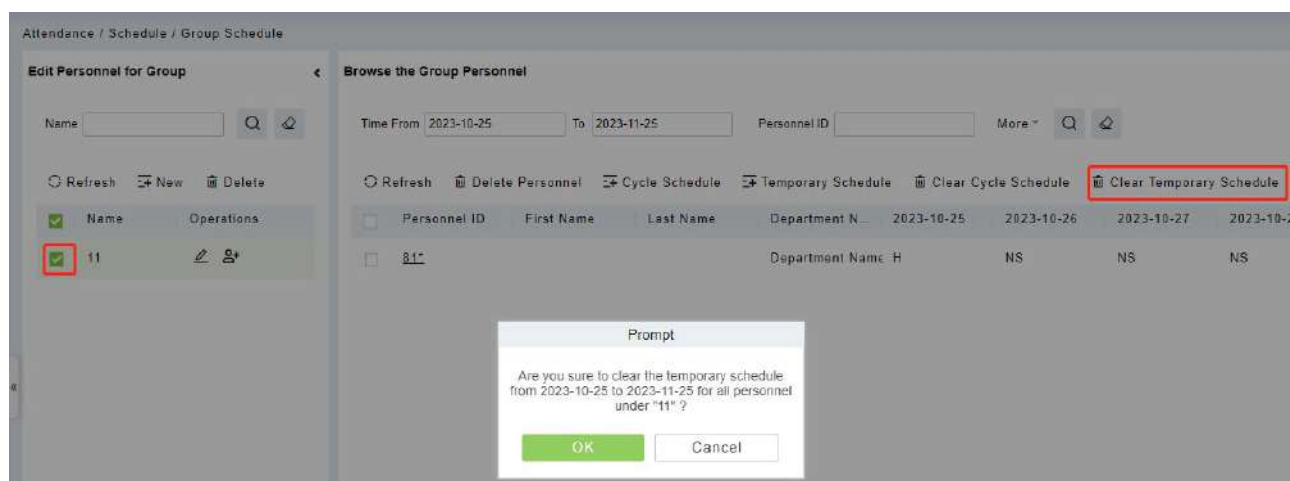 Attendance / Schedule / Group Schedule
Edit Personnel for Group
Browse the Group Personnel
Name
Time From 2023-10-25 To 2023-11-25 Personnel ID More
Refresh New Delete
Refresh Delete Personnel Cycle Schedule Temporary Schedule Clear Cycle Schedule Clear Temporary Schedule
Name Operations
Personnel ID First Name Last Name Department N... 2023-10-25 2023-10-26 2023-10-27
11
Department Name H NS NS NS
Prompt
Are you sure to clear the temporary schedule
from 2023-10-25 to 2023-11-25 for all personnel
under "11" ?
OK Cancel